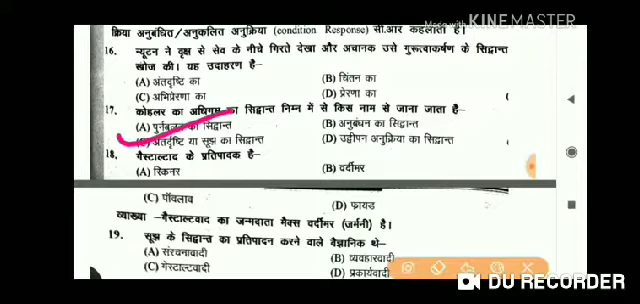 क्रिया अनुबंधित/अनुकलित अनुक्रिया (condition Response) सी.आर कहलाता है।
Made with KINEMASTER
16. न्यूटन ने वृक्ष से सेव के नीचे गिरते देखा और अचानक उसे गुरूत्वाकर्षण के सिद्वान्त
खोज की। यह उदाहरण है-
(A) अंतदृष्टि का (B) चिंतन का
(C) अभिप्रेरणा का (D) प्रेरणा का
17. कोहलर का अधिगम का सिद्वान्त निम्न में से किस नाम से जाना जाता है-
(A) पुर्नबलन का सिद्वान्त (B) अनुबंधन का सिद्वान्त
अंतदृष्टि या सूझ का सिद्वान्त (D) उद्दीपन अनुक्रिया का सिद्वान्त
18. गैस्टाल्टवाद के प्रतिपादक है-
(A) स्किनर (B) वर्दीमर
(C) पॉवलाव (D) फ्रायड
व्याख्या -गैस्टाल्टवाद का जन्मदाता मैक्स वर्दीमर (जर्मनी) है।
19. सूझ के सिद्वान्त का प्रतिपादन करने वाले वैज्ञानिक थे-
(A) संरचनावादी (B) व्यवहारवादी
(C) गेस्टाल्टवादी (D) प्रकार्यवादी
DU RECORDER